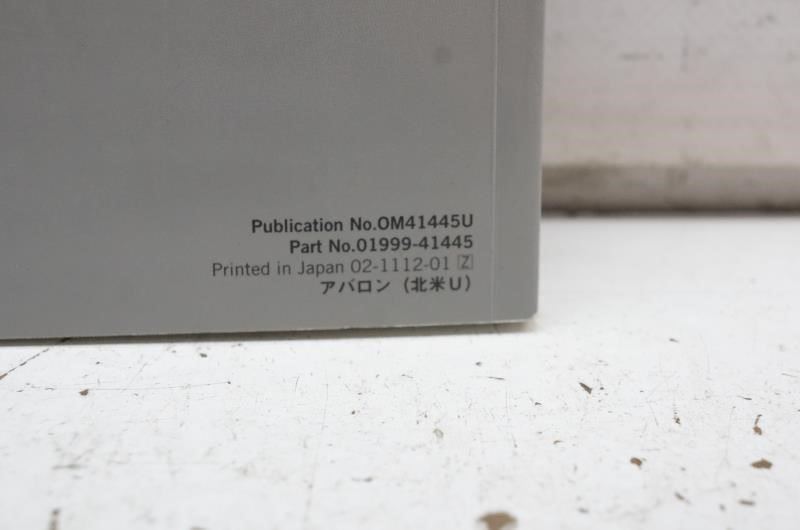 Publication No.OM41445U
Part No.01999-41445
Printed in Japan 02-1112-01 Z
アバロン（北米U）